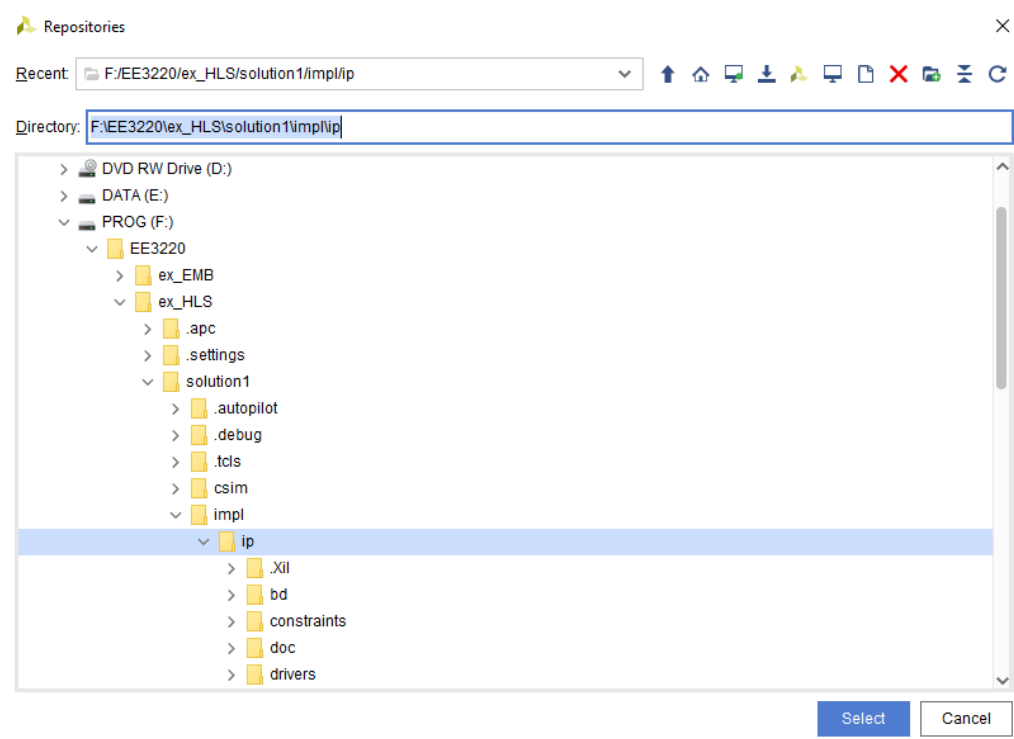 Repositories
Recent: F:/EE3220/ex_HLS/solution1/impl/ip
Directory: F:\EE3220\ex_HLS\solution1\impl\ip
DVD RW Drive (D:)
DATA (E:)
PROG (F:)
EE3220
ex_EMB
ex_HLS
.apc
.settings
solution1
.autopilot
.debug
.tcls
csim
impl
ip
.Xil
bd
constraints
doc
drivers
Select Cancel